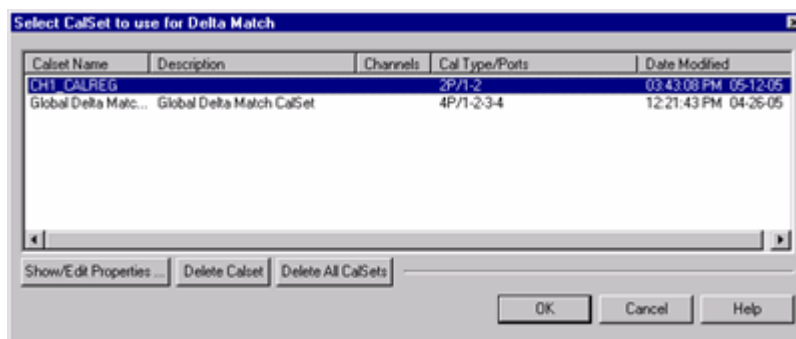 Select CalSet to use for Delta Match
Calset Name Description Channels Cal Type/Ports Date Modified
CH1_CALREG 2P/1-2 03:43:08 PM 05-12-05
Global Delta Matc... Global Delta Match CalSet 4P/1-2-3-4 12:21:43 PM 04-26-05
Show/Edit Properties ... Delete Calset Delete All CalSets
OK Cancel Help